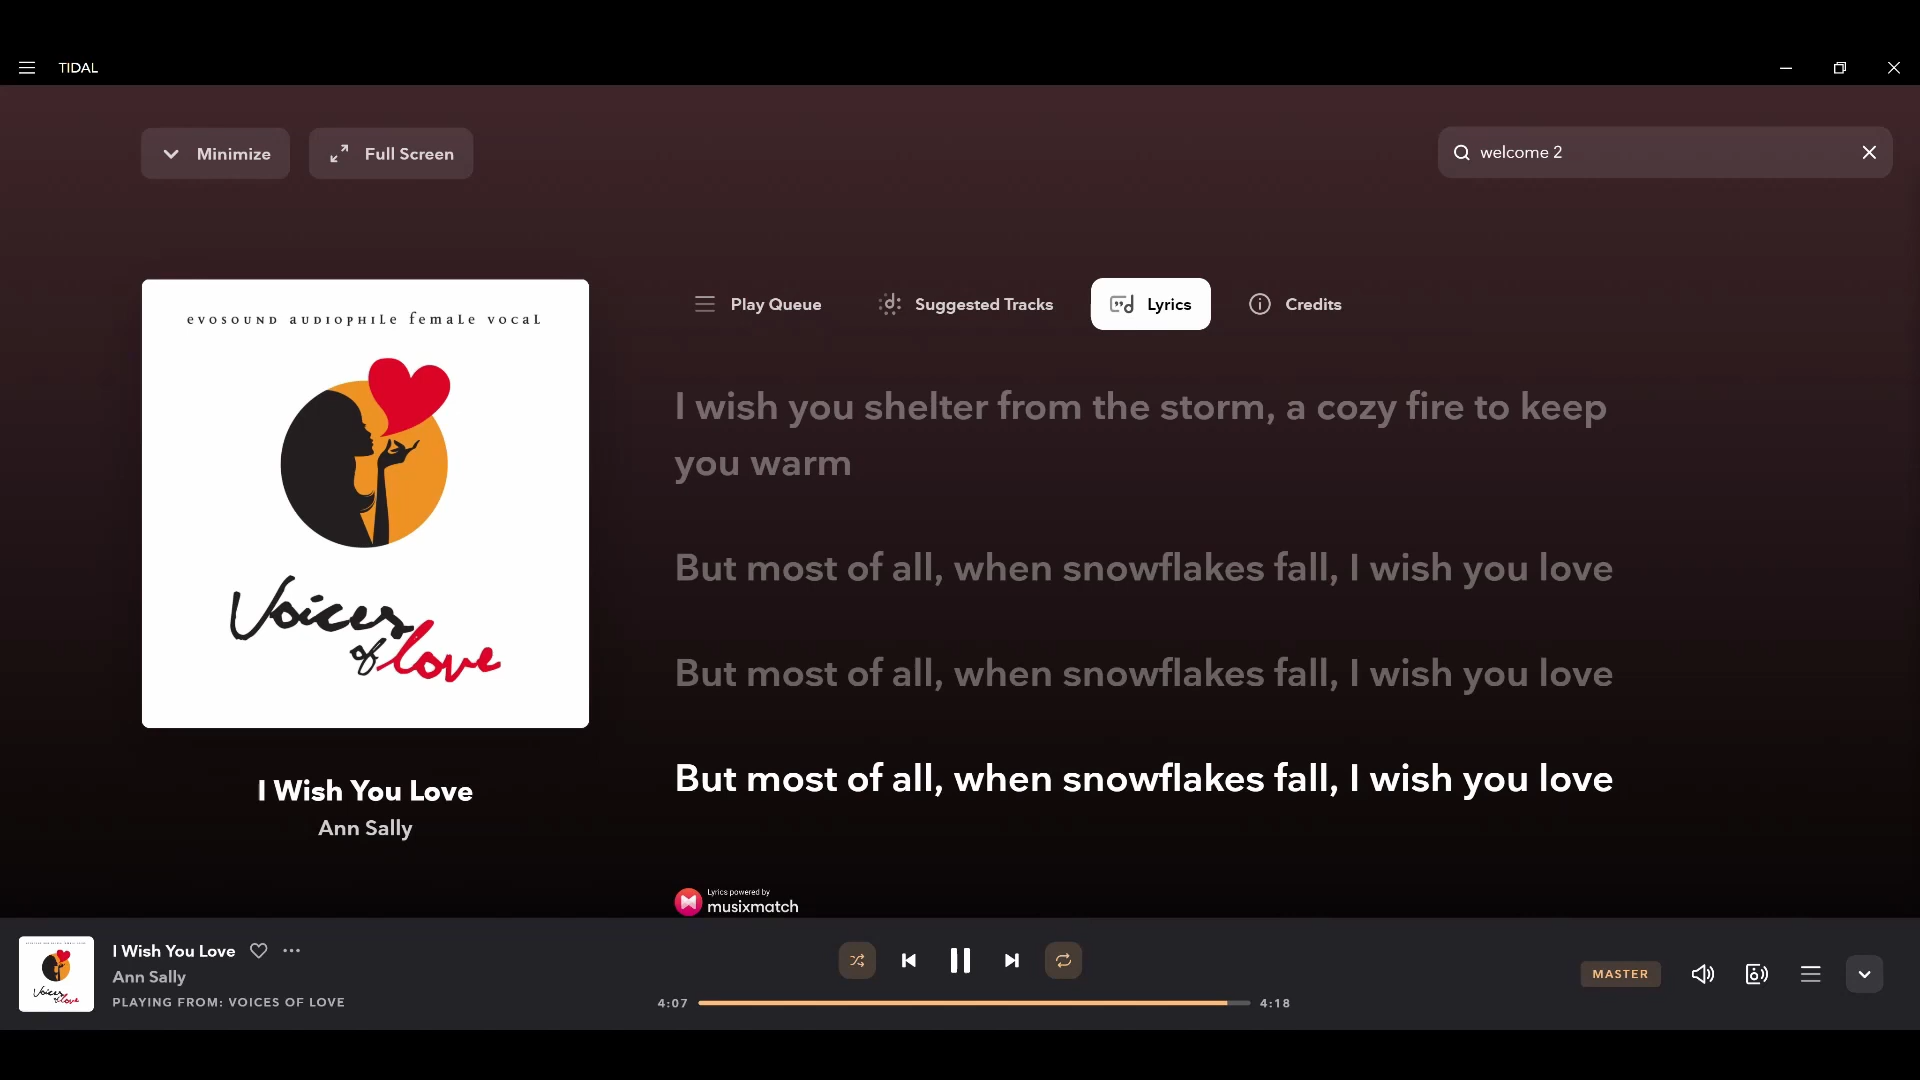 TIDAL
Minimize
Full Screen
welcome 2
evosound audiophile female vocal
Voices
of love
Play Queue
Suggested Tracks
Lyrics
Credits
I wish you shelter from the storm, a cozy fire to keep
you warm
But most of all, when snowflakes fall, I wish you love
But most of all, when snowflakes fall, I wish you love
But most of all, when snowflakes fall, I wish you love
I Wish You Love
Ann Sally
Lyrics powered by
musixmatch
Voices
of love
I Wish You Love
Ann Sally
PLAYING FROM: VOICES OF LOVE
4:07
4:18
MASTER